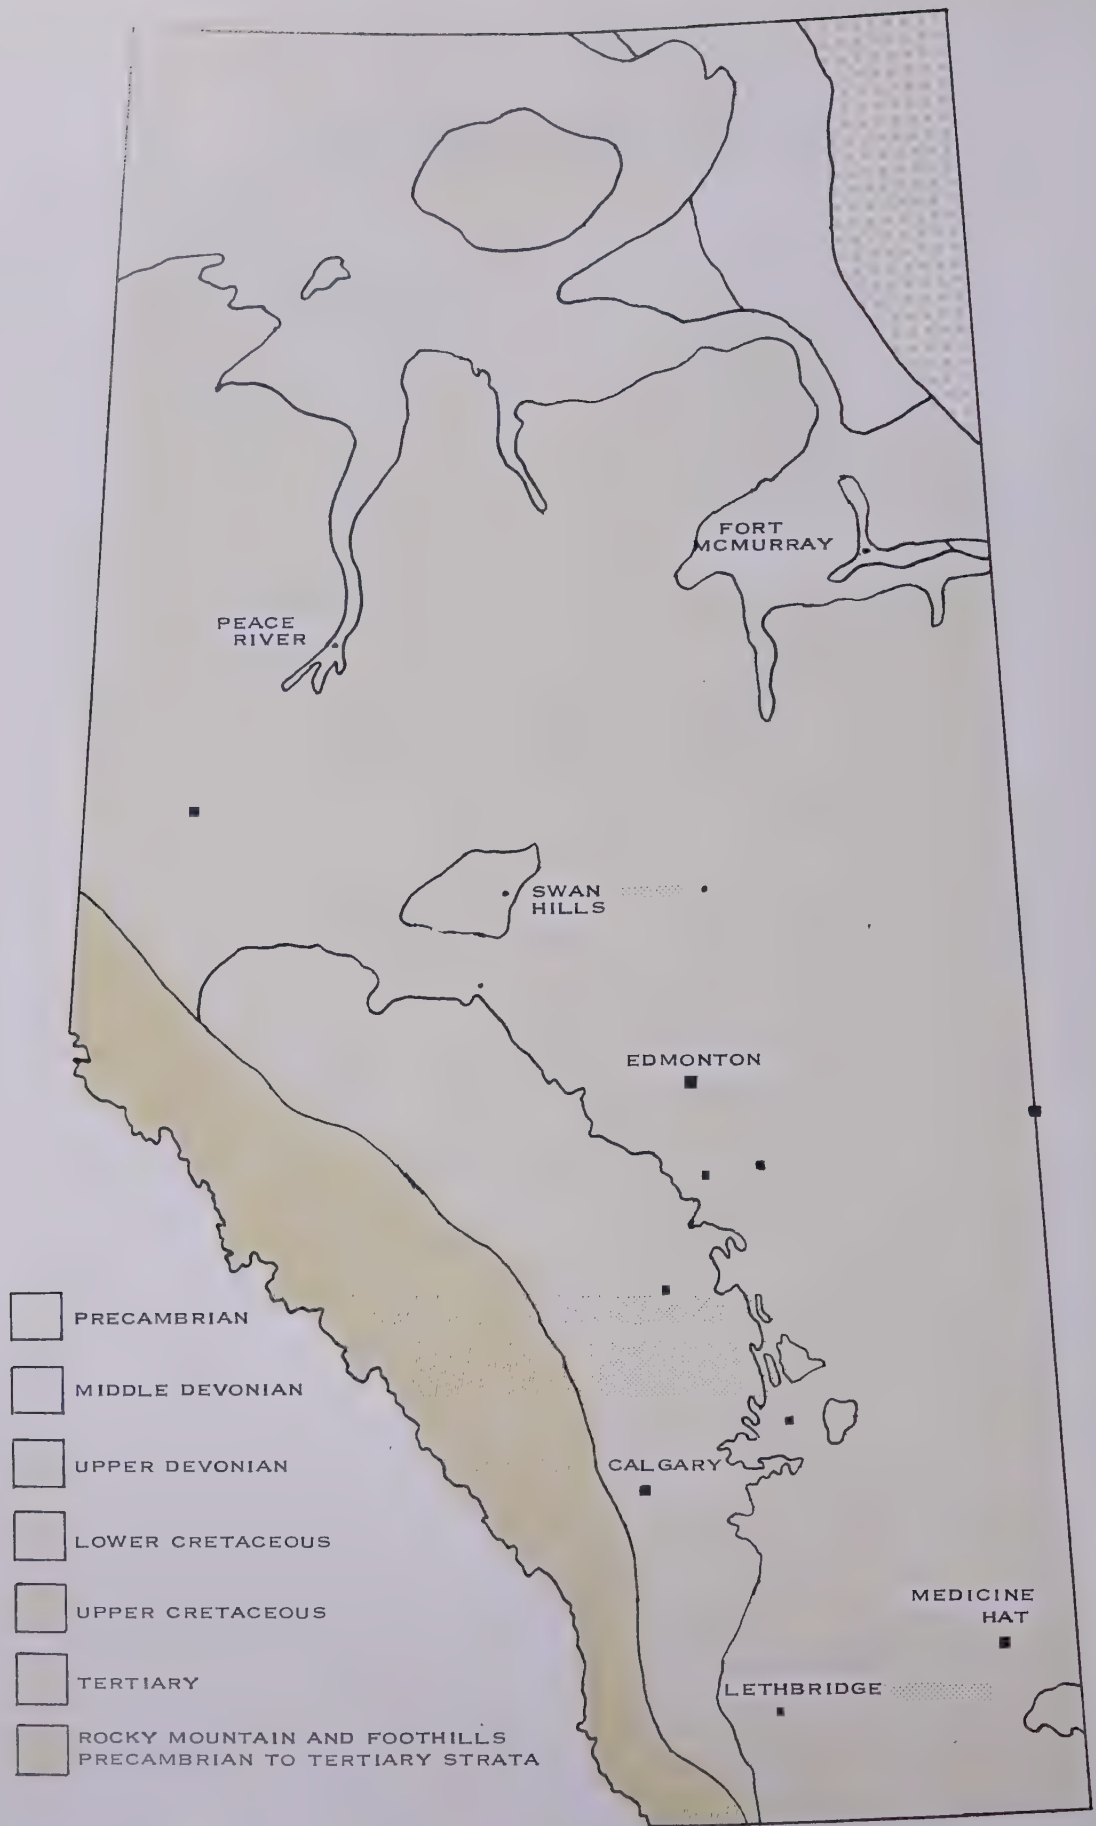 FORT
MCMURRAY
PEACE
RIVER
SWAN
HILLS
EDMONTON
CALGARY
MEDICINE
HAT
LETHBRIDGE
PRECAMBRIAN
MIDDLE DEVONIAN
UPPER DEVONIAN
LOWER CRETACEOUS
UPPER CRETACEOUS
TERTIARY
ROCKY MOUNTAIN AND FOOTHILLS
PRECAMBRIAN TO TERTIARY STRATA